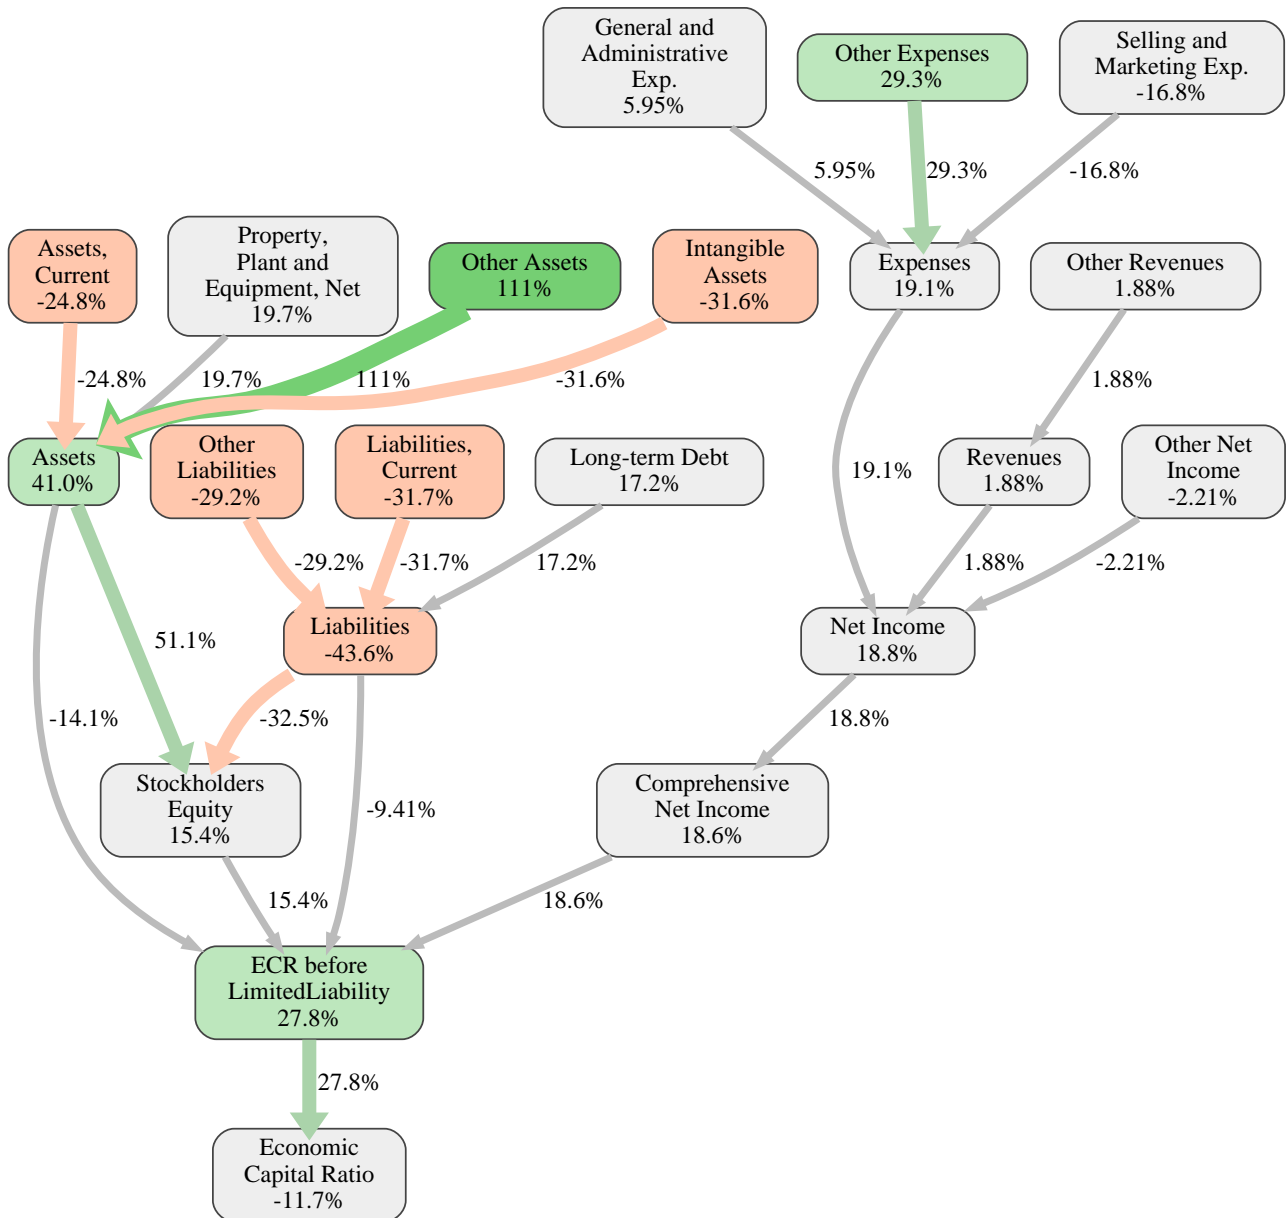 General and
Administrative
Exp.
5.95%
Other Expenses
29.3%
Selling and
Marketing Exp.
-16.8%
5.95%
29.3%
-16.8%
Assets,
Current
-24.8%
Property,
Plant and
Equipment, Net
19.7%
Other Assets
111%
Intangible
Assets
-31.6%
Expenses
19.1%
Other Revenues
1.88%
-24.8%
19.7%
111%
-31.6%
1.88%
Assets
41.0%
Other
Liabilities
-29.2%
Liabilities,
Current
-31.7%
Long-term Debt
17.2%
19.1%
Revenues
1.88%
Other Net
Income
-2.21%
-29.2%
-31.7%
17.2%
1.88%
-2.21%
51.1%
Liabilities
-43.6%
Net Income
18.8%
-14.1%
-32.5%
18.8%
Stockholders
Equity
15.4%
-9.41%
Comprehensive
Net Income
18.6%
15.4%
18.6%
ECR before
LimitedLiability
27.8%
27.8%
Economic
Capital Ratio
-11.7%